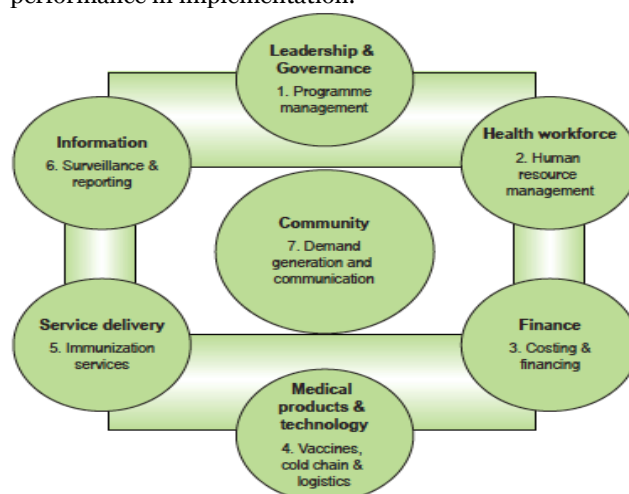 performance in implementation.
Leadership &
Governance
1. Programme
management
Information
6. Surveillance &
reporting
Health workforce
2. Human
resource
management
Community
7. Demand
generation and
communication
Service delivery
5. Immunization
services
Finance
3. Costing &
financing
Medical
products &
technology
4. Vaccines,
cold chain &
logistics